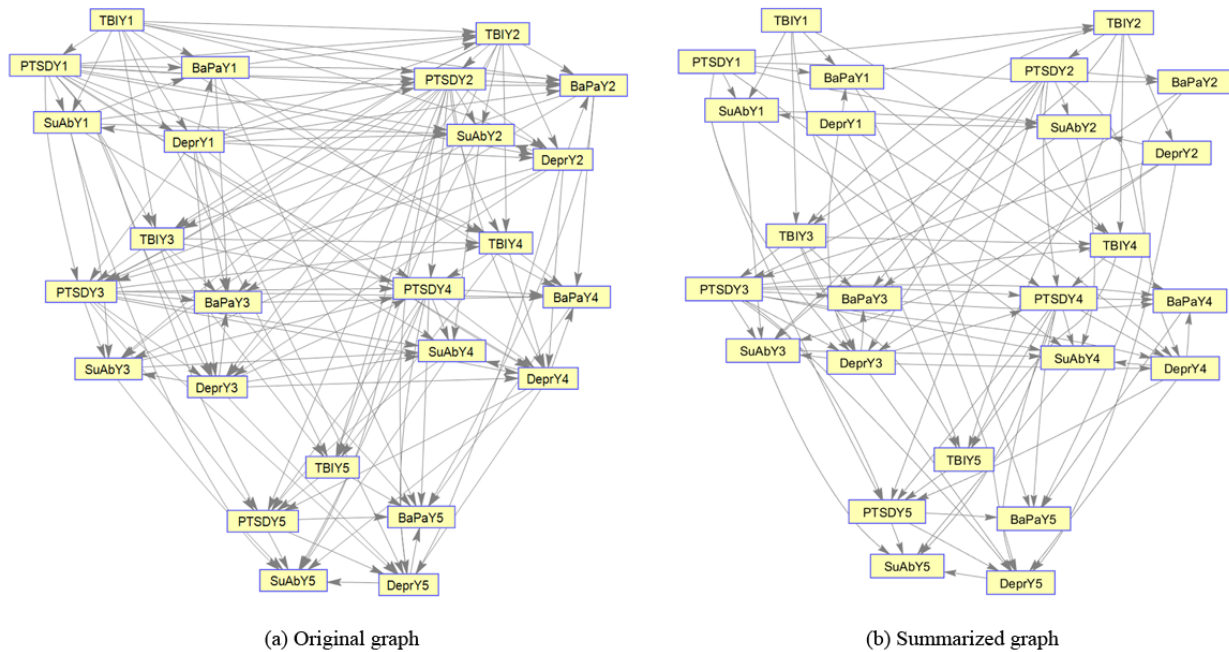 TBIY1
TBIY2
PTSDY1
BaPaY1
PTSDY2
BaPaY2
SuAbY1
DeprY1
SuAbY2
DeprY2
TBIY3
TBIY4
PTSDY3
BaPaY3
PTSDY4
BaPaY4
SuAbY3
DeprY3
SuAbY4
DeprY4
TBIY5
PTSDY5
BaPaY5
SuAbY5
DeprY5
(a) Original graph
TBIY1
TBIY2
PTSDY1
BaPaY1
PTSDY2
BaPaY2
SuAbY1
DeprY1
SuAbY2
DeprY2
TBIY3
TBIY4
PTSDY3
BaPaY3
PTSDY4
BaPaY4
SuAbY3
DeprY3
SuAbY4
DeprY4
TBIY5
PTSDY5
BaPaY5
SuAbY5
DeprY5
(b) Summarized graph